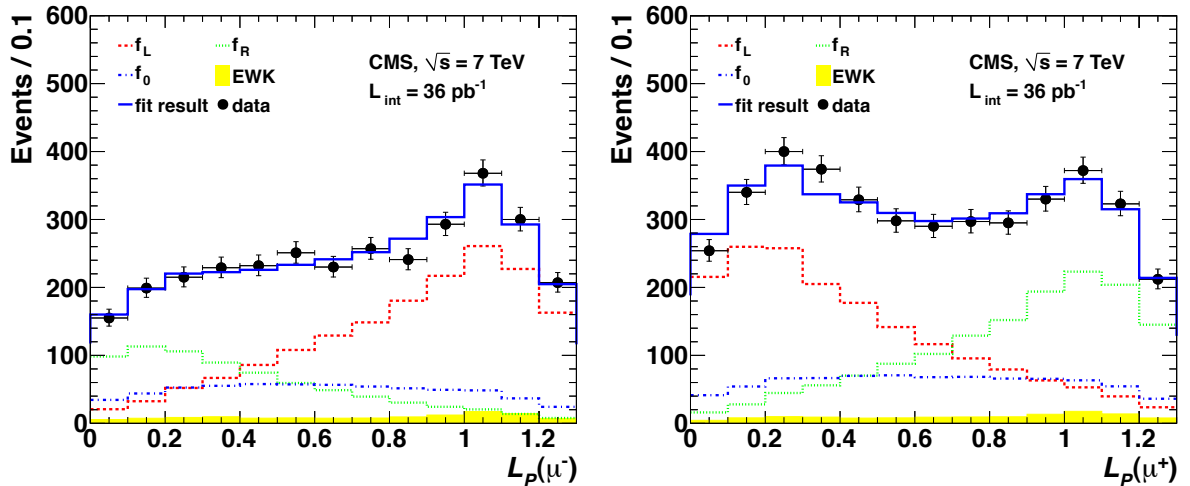 Events / 0.1
600
500
400
300
200
100
0
f_L
f_R
f_0
EWK
fit result
data
CMS, √s = 7 TeV
L_int = 36 pb⁻¹
0 0.2 0.4 0.6 0.8 1 1.2
L_P(μ⁻)
Events / 0.1
600
500
400
300
200
100
0
f_L
f_R
f_0
EWK
fit result
data
CMS, √s = 7 TeV
L_int = 36 pb⁻¹
0 0.2 0.4 0.6 0.8 1 1.2
L_P(μ⁺)